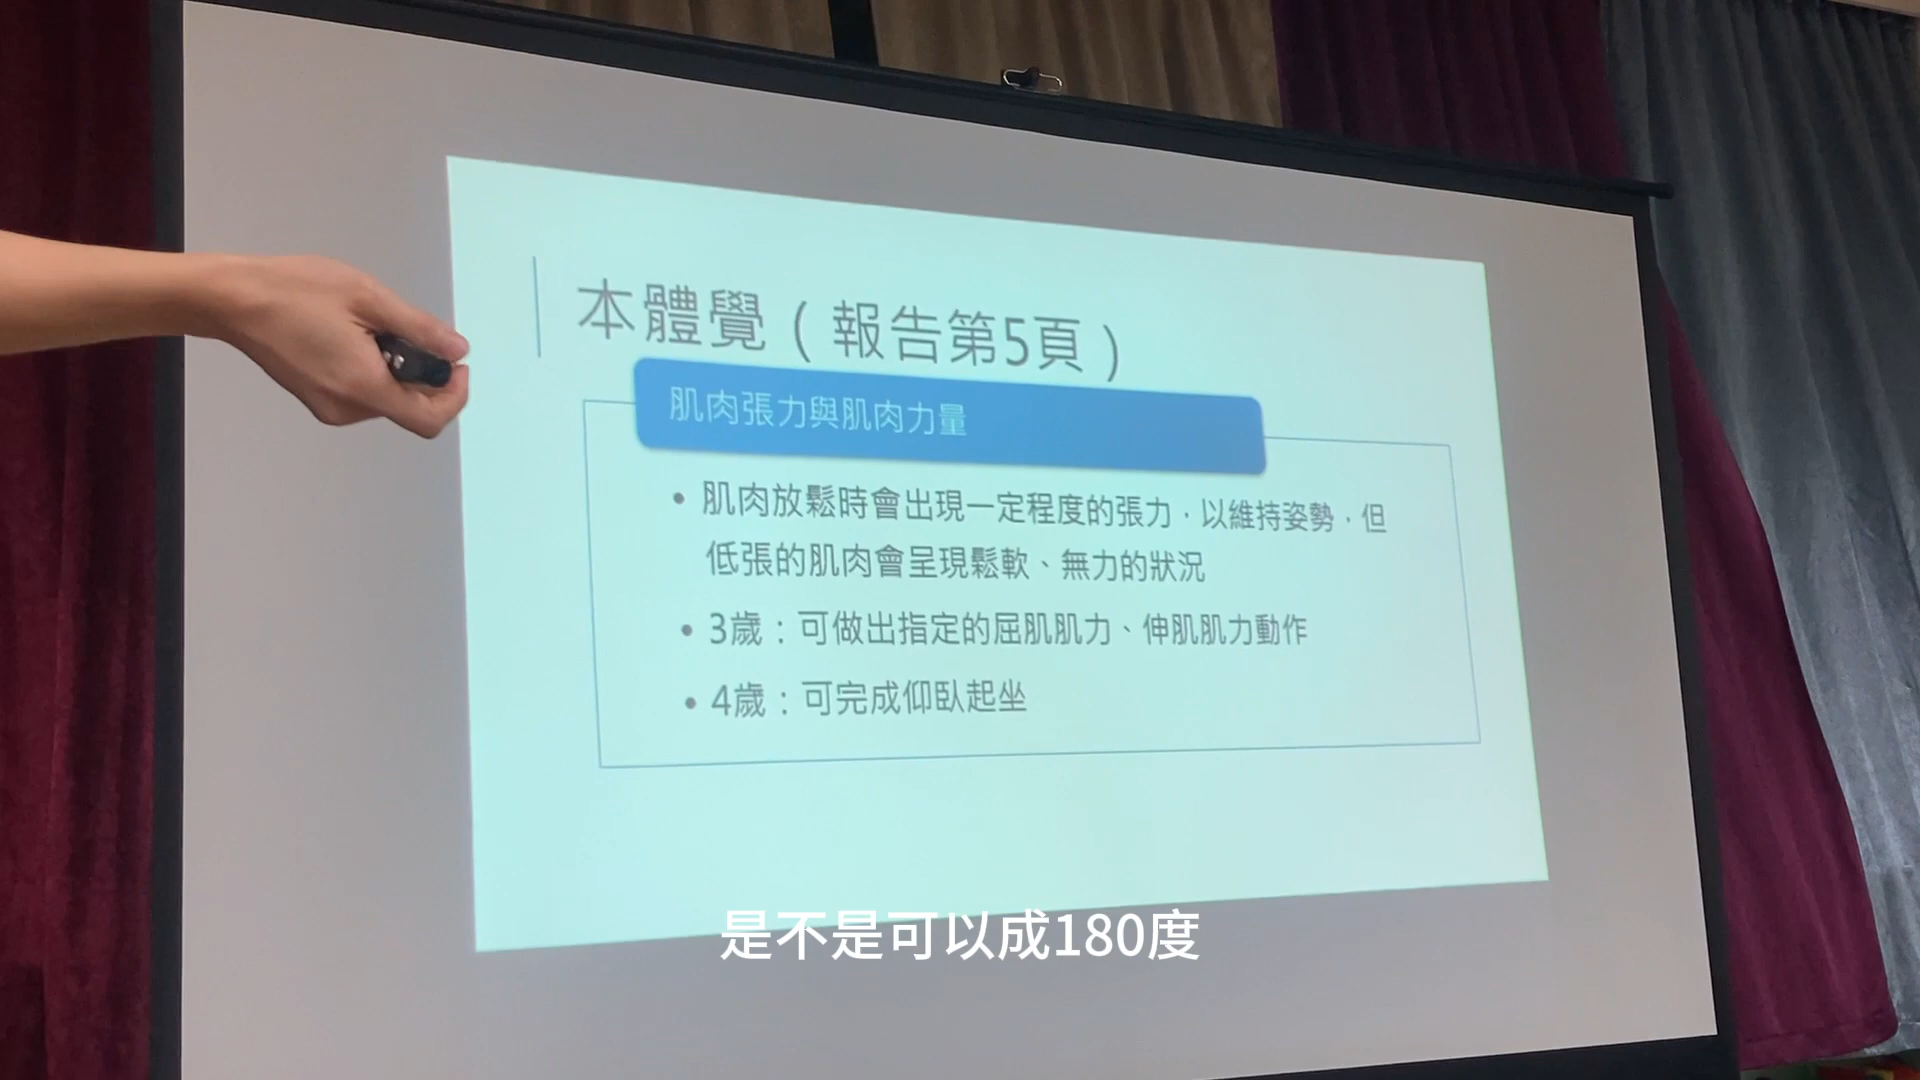 本體覺（報告第5頁）
肌肉張力與肌肉力量
• 肌肉放鬆時會出現一定程度的張力，以維持姿勢，但
低張的肌肉會呈現鬆軟、無力的狀況
• 3歲：可做出指定的屈肌肌力、伸肌肌力動作
• 4歲：可完成仰臥起坐
是不是可以成180度